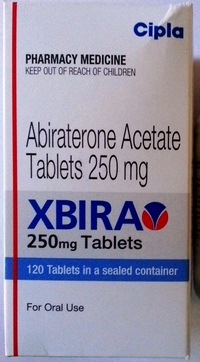 Cipla
PHARMACY MEDICINE
KEEP OUT OF REACH OF CHILDREN
Abiraterone Acetate
Tablets 250 mg
XBIRA
250mg Tablets
120 Tablets in a sealed container
For Oral Use